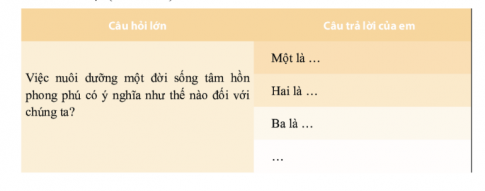 Câu hỏi lớn
Câu trả lời của em
Việc nuôi dưỡng một đời sống tâm hồn
phong phú có ý nghĩa như thế nào đối với
chúng ta?
Một là …
Hai là …
Ba là …
…